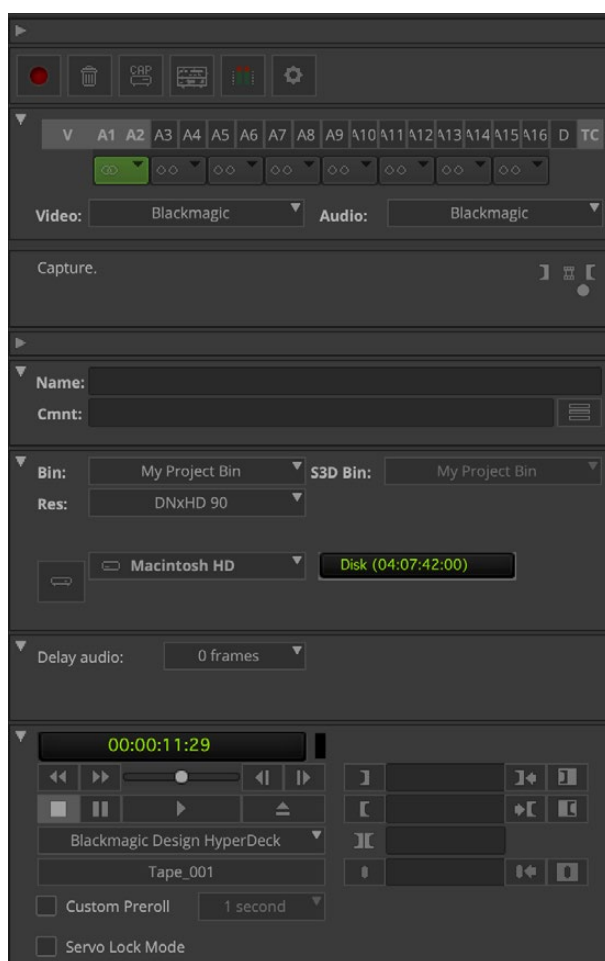 CAP
V A1 A2 A3 A4 A5 A6 A7 A8 A9 A10 A11 A12 A13 A14 A15 A16 D TC
Video: Blackmagic Audio: Blackmagic
Capture.
Name:
Cmnt:
Bin: My Project Bin S3D Bin: My Project Bin
Res: DNxHD 90
Macintosh HD Disk (04:07:42:00)
Delay audio: 0 frames
00:00:11:29
Blackmagic Design HyperDeck
Tape_001
Custom Preroll 1 second
Servo Lock Mode